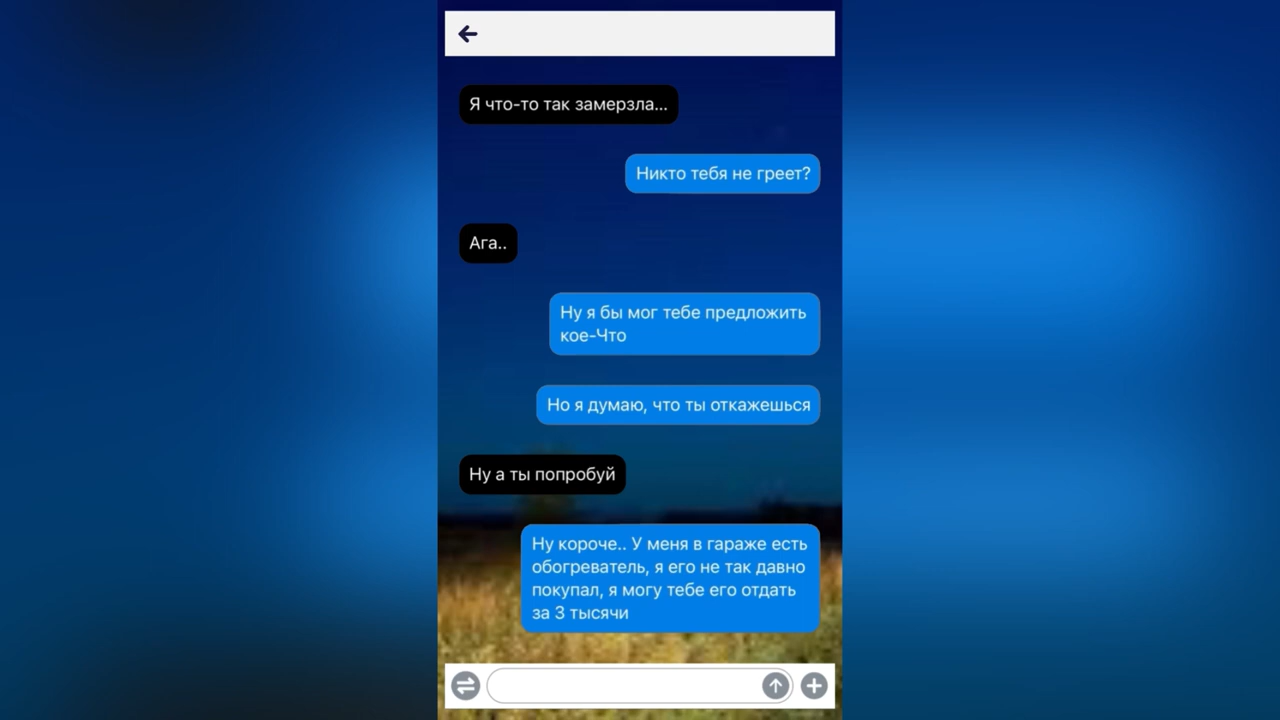 Я что-то так замерзла...
Никто тебя не греет?
Ага..
Ну я бы мог тебе предложить
кое-Что
Но я думаю, что ты откажешься
Ну а ты попробуй
Ну короче.. У меня в гараже есть
обогреватель, я его не так давно
покупал, я могу тебе его отдать
за 3 тысячи